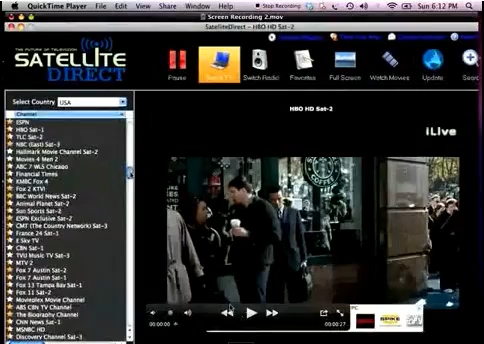 QuickTime Player File Edit View Share Window Help Stop Recording Sun 6:12 PM
Screen Recording 2.mov
SatelliteDirect - HBO HD Sat-2
THE FUTURE OF TELEVISION
SATELLITE
DIRECT
Pause
Switch Radio
Favorites
Full Screen
Watch Movies
Update
Select Country
USA
Channel
ESPN
HBO Sat-1
TLC Sat-2
NBC (East) Sat-3
Hallmark Movie Channel Sat-2
Movies 4 Men 2
ABC 7 WLS Chicago
Financial Times
KMBC Fox 4
Fox 2 KTVI
BBC World News Sat-2
Animal Planet Sat-2
Sun Sports Sat-2
ESPN Exclusive Sat-2
CMT (The Country Network) Sat-3
France 24 Sat-1
E Sky TV
CBN Sat-1
TVU Music TV Sat-3
MTV 2
Fox 7 Austin Sat-2
Fox 7 Austin Sat-1
Fox 13 Tampa Bay Sat-1
Fox 11 Sat-2
Movieplex Movie Channel
ABS CBN TV Channel
The Biography Channel
CNN News Sat-1
MSNBC HD
Discovery Channel Sat-3
HBO HD Sat-2
iLive
00:00:00
00:00:27
SPIKE